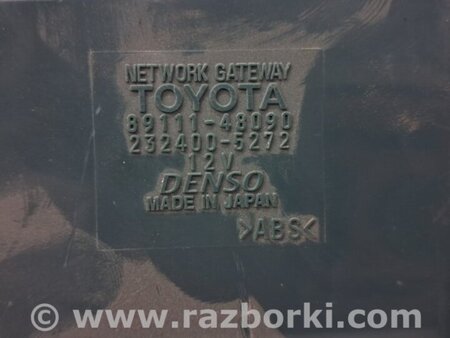 NETWORK GATEWAY
TOYOTA
89111-48090
232400-5272
12V
DENSO
MADE IN JAPAN
>ABS<
© www.razborki.com